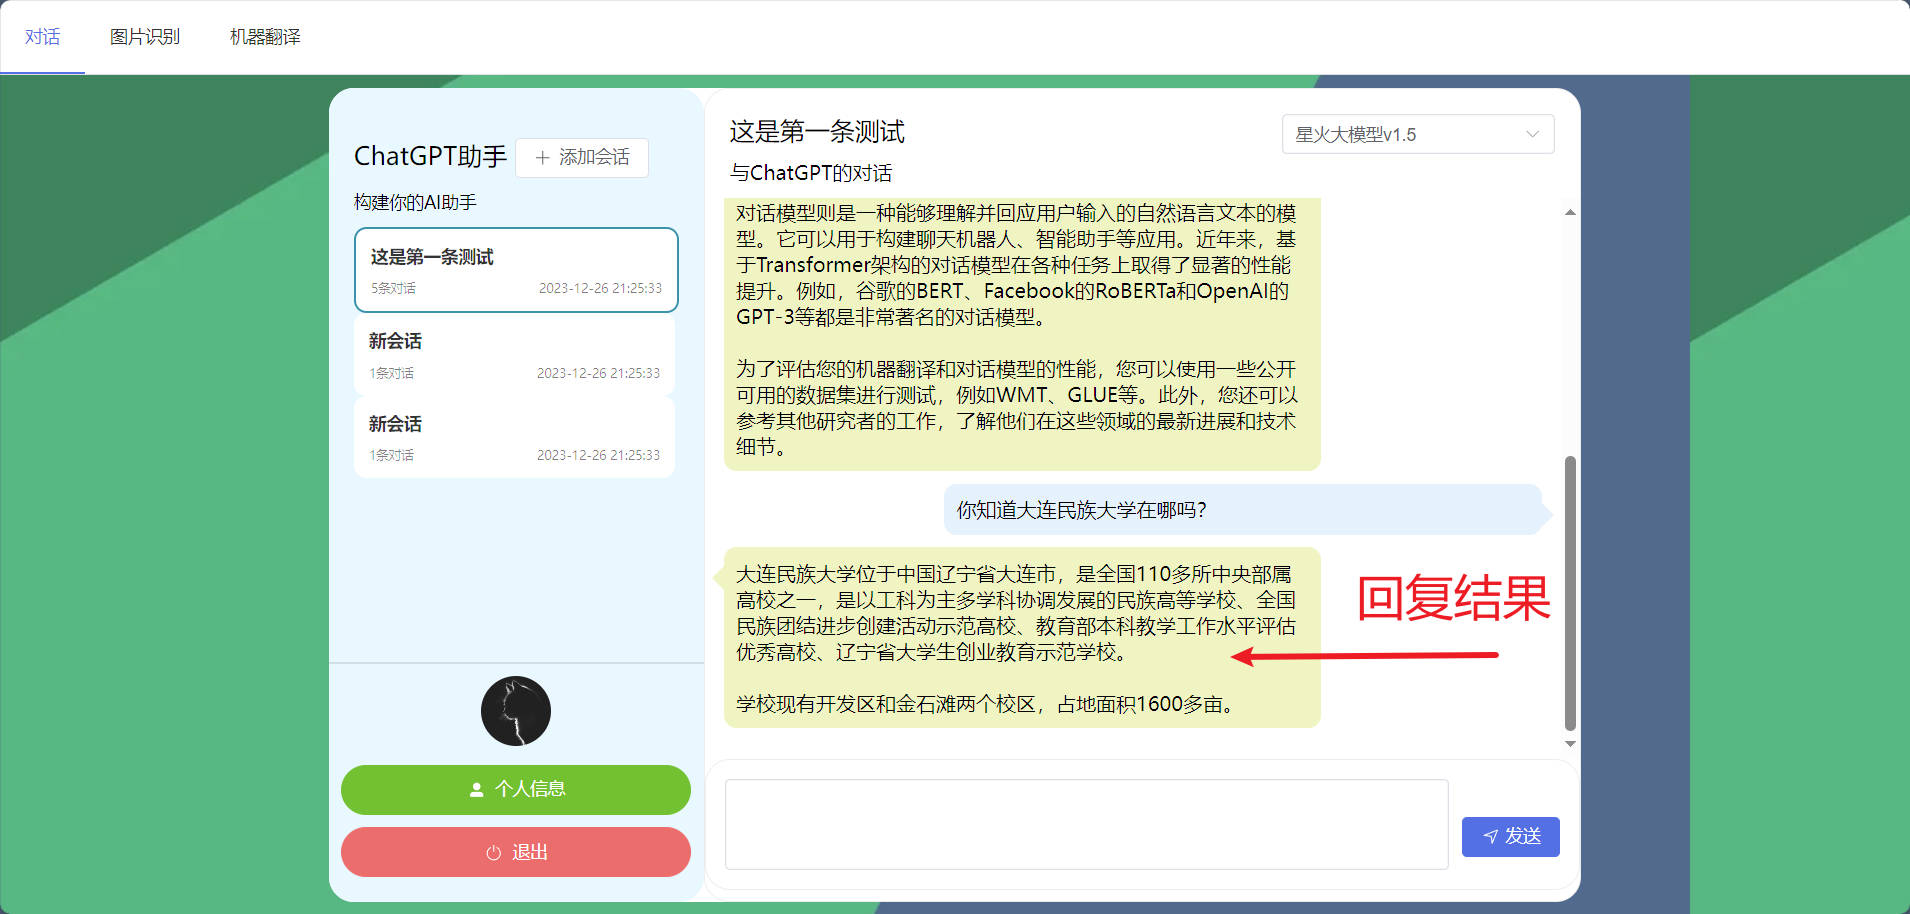 对话 图片识别 机器翻译
ChatGPT助手
添加会话
构建你的AI助手
这是第一条测试
5条对话 2023-12-26 21:25:33
新会话
1条对话 2023-12-26 21:25:33
新会话
1条对话 2023-12-26 21:25:33
个人信息
退出
这是第一条测试
星火大模型v1.5
与ChatGPT的对话
对话模型则是一种能够理解并回应用户输入的自然语言文本的模
型。它可以用于构建聊天机器人、智能助手等应用。近年来，基
于Transformer架构的对话模型在各种任务上取得了显著的性能
提升。例如，谷歌的BERT、Facebook的RoBERTa和OpenAI的
GPT-3等都是非常著名的对话模型。
为了评估您的机器翻译和对话模型的性能，您可以使用一些公开
可用的数据集进行测试，例如WMT、GLUE等。此外，您还可以
参考其他研究者的工作，了解他们在这些领域的最新进展和技术
细节。
你知道大连民族大学在哪吗?
大连民族大学位于中国辽宁省大连市，是全国110多所中央部属
高校之一，是以工科为主多学科协调发展的民族高等学校、全国
民族团结进步创建活动示范高校、教育部本科教学工作水平评估
优秀高校、辽宁省大学生创业教育示范学校。
学校现有开发区和金石滩两个校区，占地面积1600多亩。
回复结果
发送